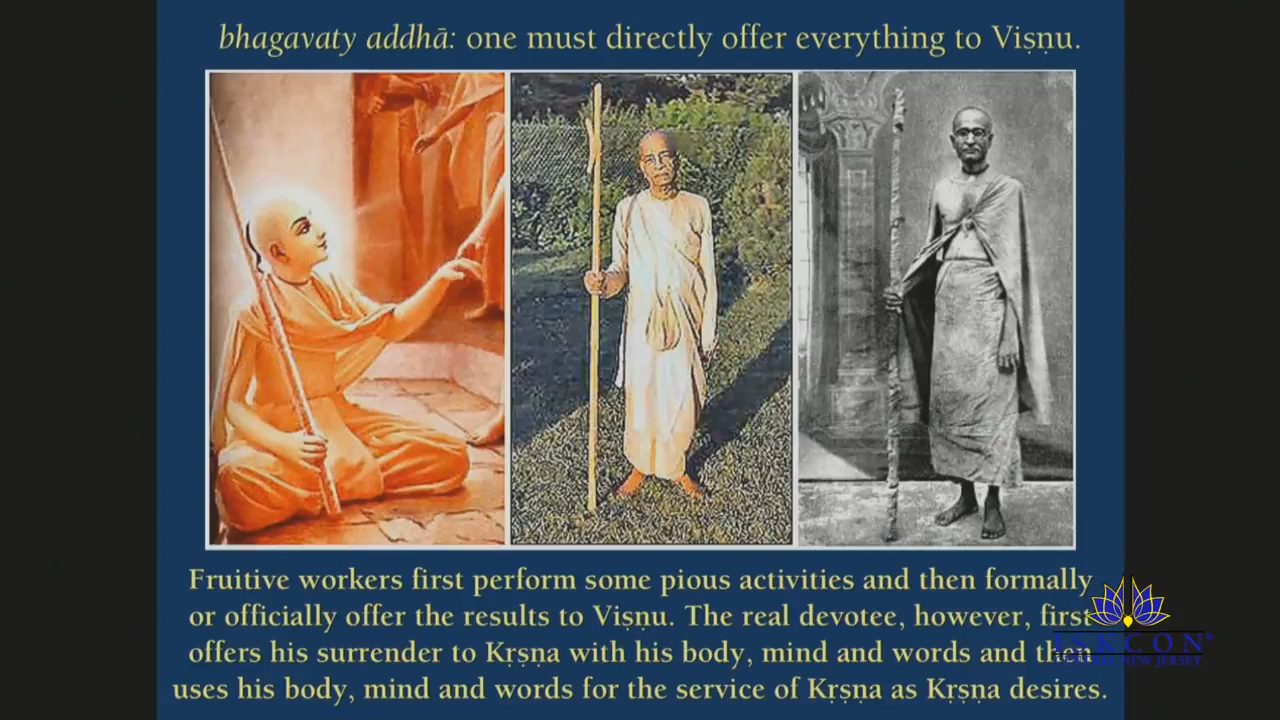 bhagavaty addhā: one must directly offer everything to Viṣṇu.
Fruitive workers first perform some pious activities and then formally
or officially offer the results to Viṣṇu. The real devotee, however, first
offers his surrender to Kṛṣṇa with his body, mind and words and then
uses his body, mind and words for the service of Kṛṣṇa as Kṛṣṇa desires.
ISKCON
NEW JERSEY